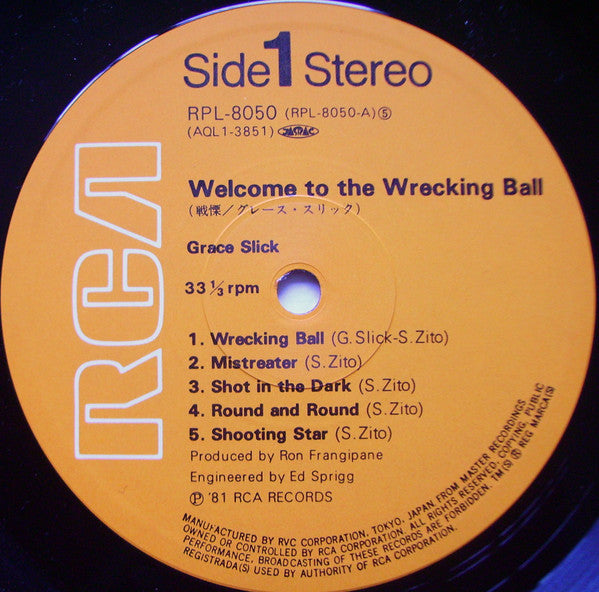 Side 1 Stereo
RPL-8050 (RPL-8050-A)⑤
(AQL1-3851) JASRAC
RCA
Welcome to the Wrecking Ball
(戦慄/グレース・スリック)
Grace Slick
33 1/3 rpm
1. Wrecking Ball (G. Slick-S. Zito)
2. Mistreater (S. Zito)
3. Shot in the Dark (S. Zito)
4. Round and Round (S. Zito)
5. Shooting Star (S. Zito)
Produced by Ron Frangipane
Engineered by Ed Sprigg
Ⓟ '81 RCA RECORDS
MANUFACTURED BY RVC CORPORATION, TOKYO, JAPAN FROM MASTER RECORDINGS
OWNED OR CONTROLLED BY RCA CORPORATION. ALL RIGHTS RESERVED. COPYING, PUBLIC
PERFORMANCE, BROADCASTING OF THESE RECORDS ARE FORBIDDEN. TM(S) ® REG MARCA(S)
REGISTRADA(S) USED BY AUTHORITY OF RCA CORPORATION.